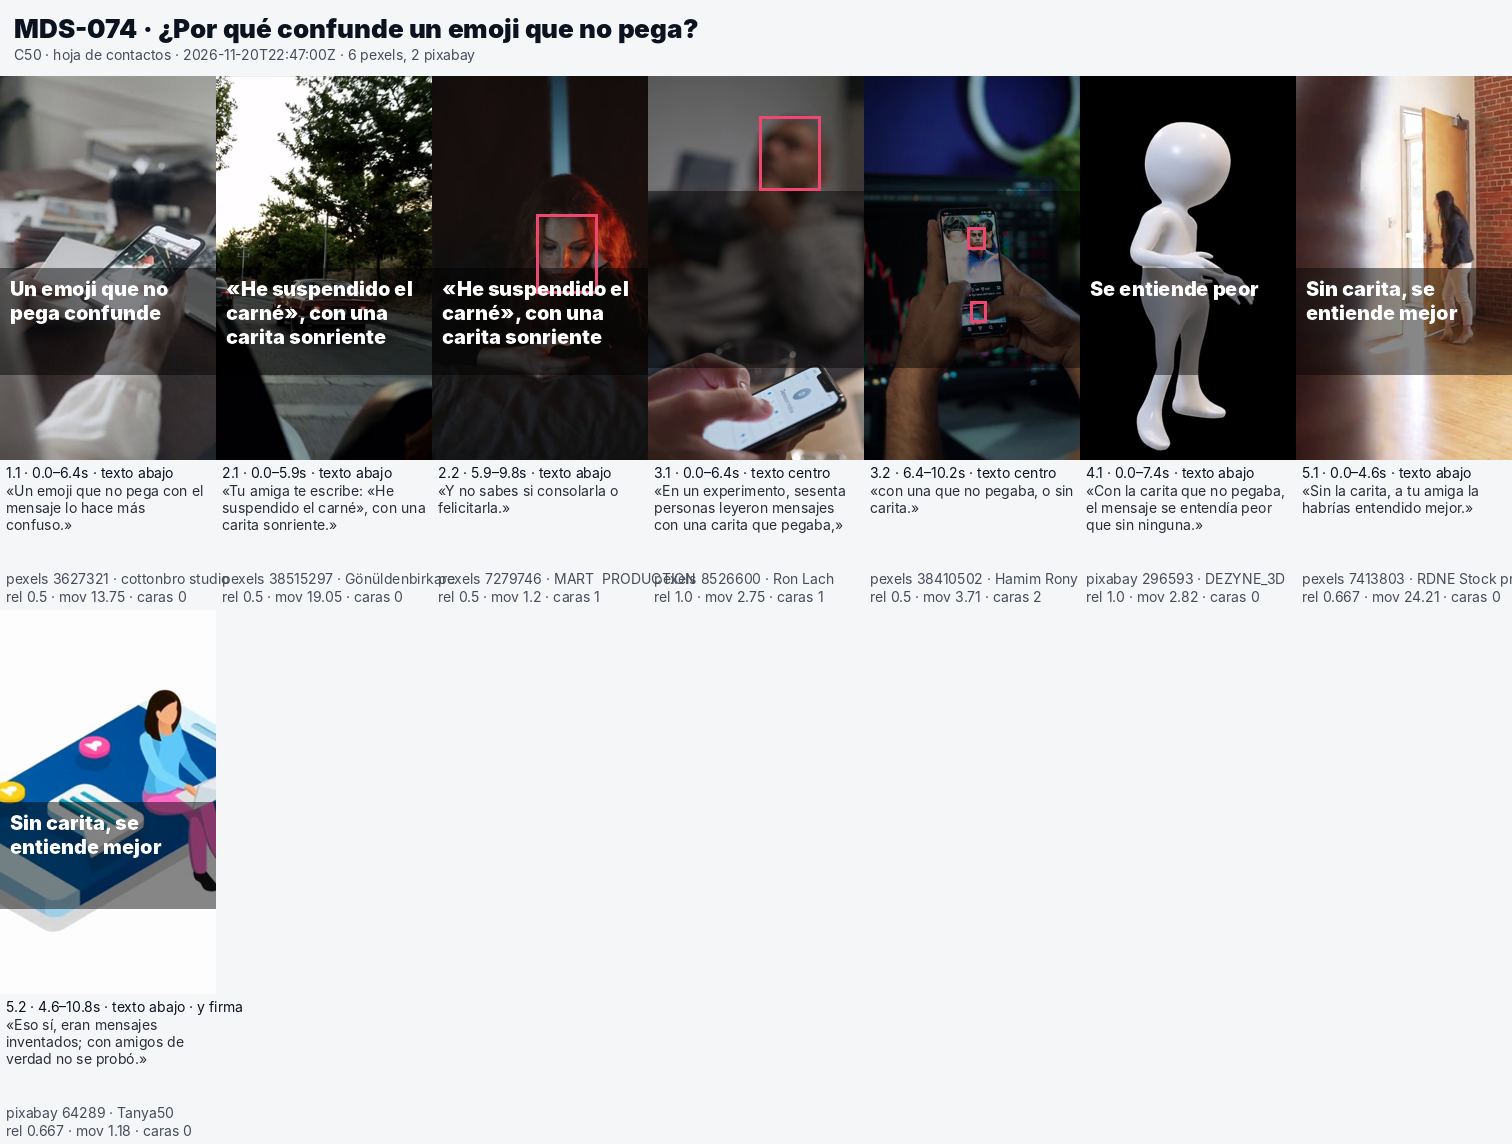 MDS-074 · ¿Por qué confunde un emoji que no pega?
C50 · hoja de contactos · 2026-11-20T22:47:00Z · 6 pexels, 2 pixabay
Un emoji que no
pega confunde
«He suspendido el
carné», con una
carita sonriente
«He suspendido el
carné», con una
carita sonriente
Se entiende peor
Sin carita, se
entiende mejor
1.1 · 0.0–6.4s · texto abajo
«Un emoji que no pega con el
mensaje lo hace más
confuso.»
pexels 3627321 · cottonbro studio
rel 0.5 · mov 13.75 · caras 0
2.1 · 0.0–5.9s · texto abajo
«Tu amiga te escribe: «He
suspendido el carné», con una
carita sonriente.»
pexels 38515297 · Gönüldenbirkare
rel 0.5 · mov 19.05 · caras 0
2.2 · 5.9–9.8s · texto abajo
«Y no sabes si consolarla o
felicitarla.»
pexels 7279746 · MART PRODUCTION
rel 0.5 · mov 1.2 · caras 1
3.1 · 0.0–6.4s · texto centro
«En un experimento, sesenta
personas leyeron mensajes
con una carita que pegaba,»
pexels 8526600 · Ron Lach
rel 1.0 · mov 2.75 · caras 1
3.2 · 6.4–10.2s · texto centro
«con una que no pegaba, o sin
carita.»
pexels 38410502 · Hamim Rony
rel 0.5 · mov 3.71 · caras 2
4.1 · 0.0–7.4s · texto abajo
«Con la carita que no pegaba,
el mensaje se entendía peor
que sin ninguna.»
pixabay 296593 · DEZYNE_3D
rel 1.0 · mov 2.82 · caras 0
5.1 · 0.0–4.6s · texto abajo
«Sin la carita, a tu amiga la
habrías entendido mejor.»
pexels 7413803 · RDNE Stock pr
rel 0.667 · mov 24.21 · caras 0
Sin carita, se
entiende mejor
5.2 · 4.6–10.8s · texto abajo · y firma
«Eso sí, eran mensajes
inventados; con amigos de
verdad no se probó.»
pixabay 64289 · Tanya50
rel 0.667 · mov 1.18 · caras 0